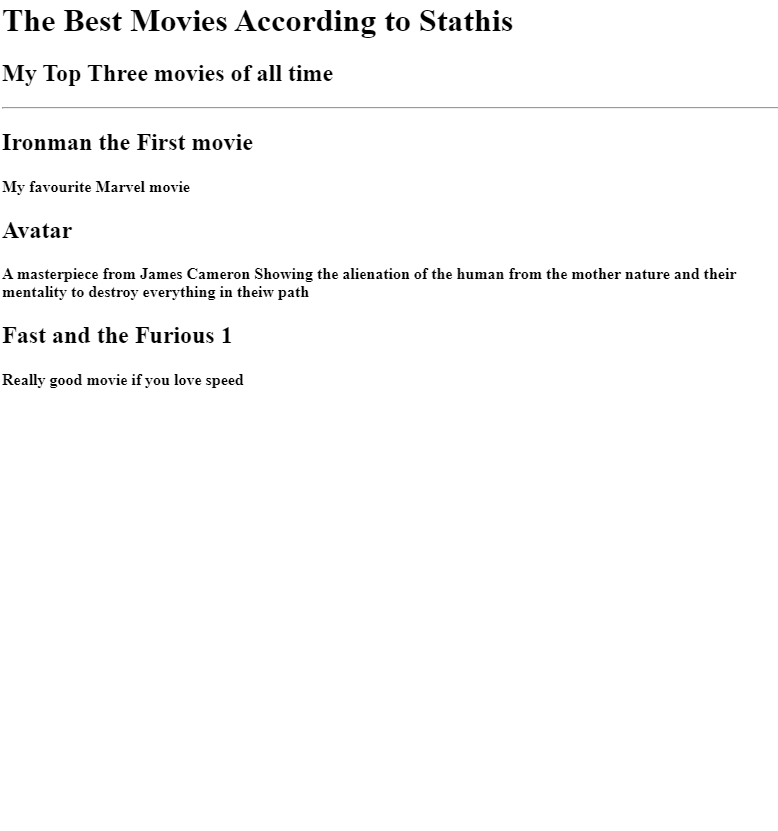 The Best Movies According to Stathis
My Top Three movies of all time
Ironman the First movie
My favourite Marvel movie
Avatar
A masterpiece from James Cameron Showing the alienation of the human from the mother nature and their
mentality to destroy everything in theiw path
Fast and the Furious 1
Really good movie if you love speed